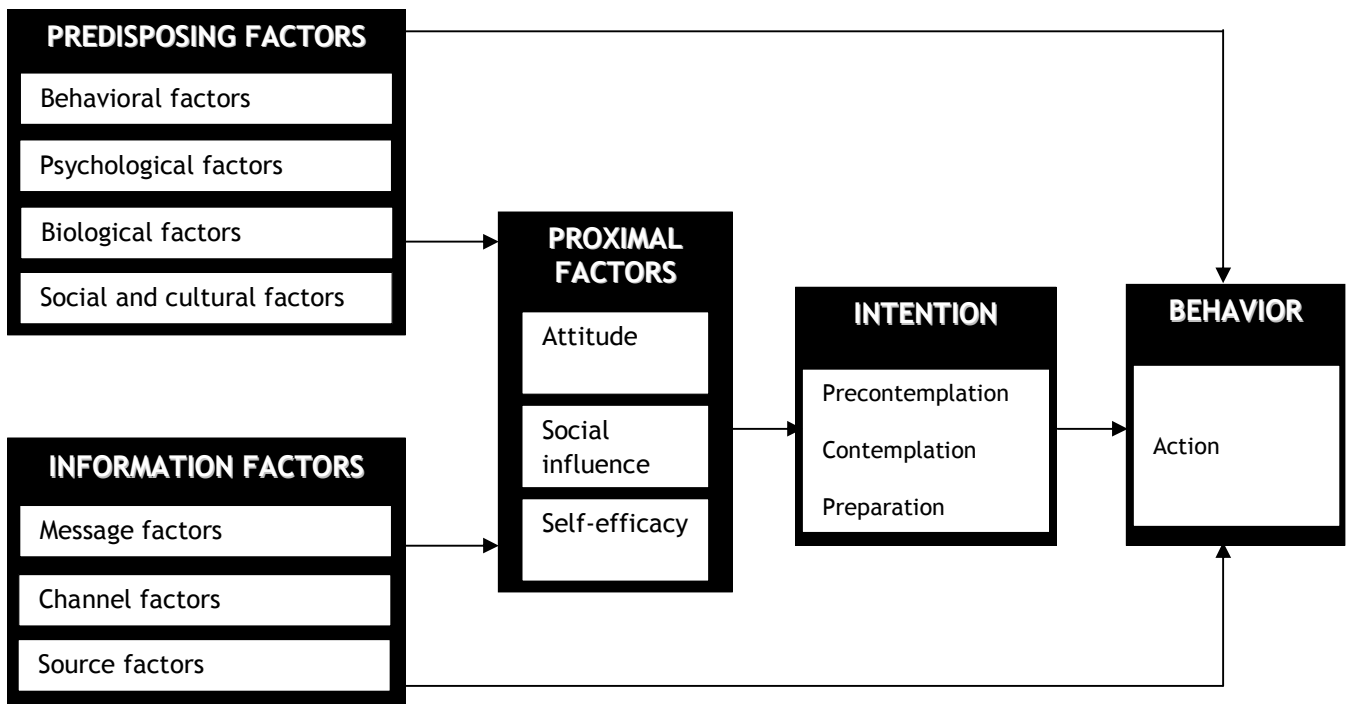 PREDISPOSING FACTORS
Behavioral factors
Psychological factors
Biological factors
Social and cultural factors
INFORMATION FACTORS
Message factors
Channel factors
Source factors
PROXIMAL
FACTORS
Attitude
Social
influence
Self-efficacy
INTENTION
Precontemplation
Contemplation
Preparation
BEHAVIOR
Action